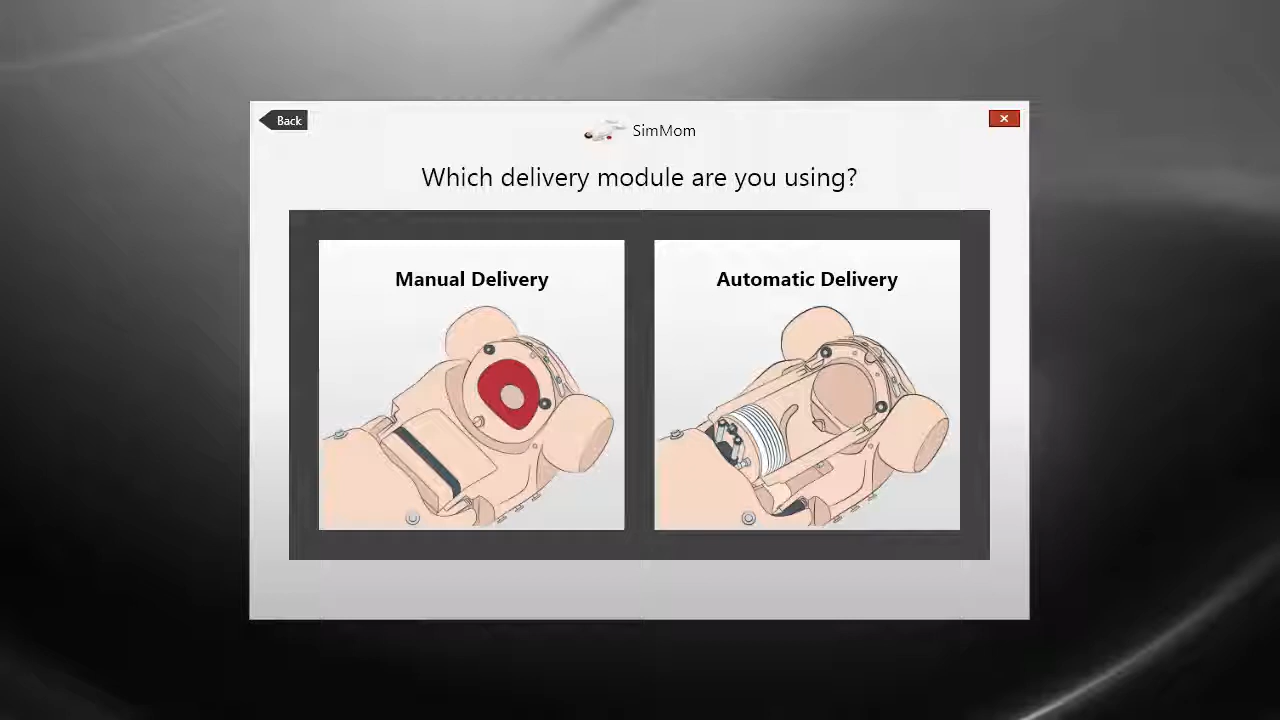 Back
SimMom
Which delivery module are you using?
Manual Delivery
Automatic Delivery